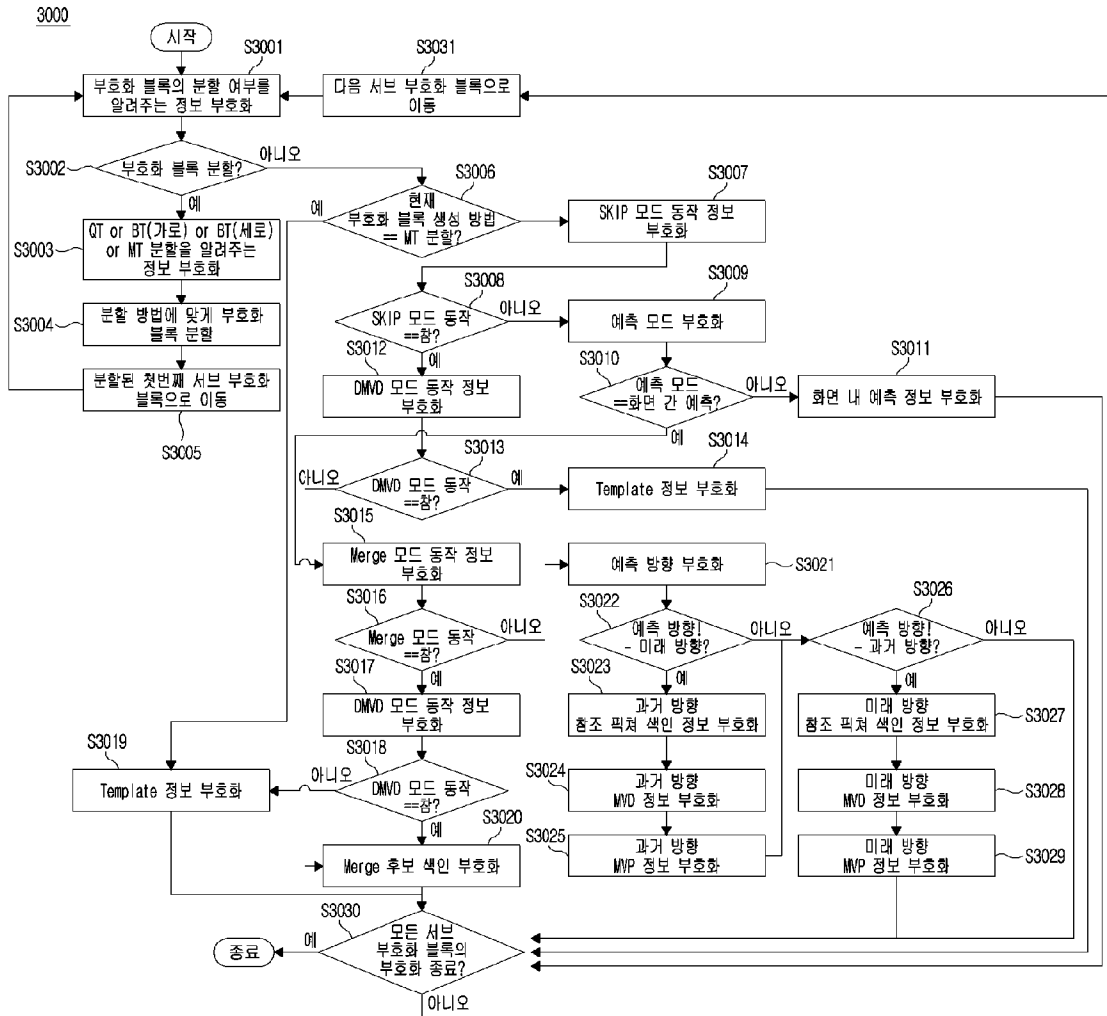 3000
시작
S3001
부호화 블록의 분할 여부를
알려주는 정보 부호화
S3031
다음 서브 부호화 블록으로
이동
S3002
부호화 블록 분할?
아니오
예
S3003
QT or BT(가로) or BT(세로)
or MT 분할을 알려주는
정보 부호화
S3004
분할 방법에 맞게 부호화
블록 분할
분할된 첫번째 서브 부호화
블록으로 이동
S3005
S3006
예
현재
부호화 블록 생성 방법
== MT 분할?
S3007
SKIP 모드 동작 정보
부호화
S3008
SKIP 모드 동작
==참?
아니오
예
S3009
예측 모드 부호화
S3010
예측 모드
==화면 간 예측?
아니오
예
S3011
화면 내 예측 정보 부호화
S3012
DMVD 모드 동작 정보
부호화
S3013
아니오
DMVD 모드 동작
==참?
예
S3014
Template 정보 부호화
S3015
Merge 모드 동작 정보
부호화
S3016
Merge 모드 동작
==참?
아니오
예
S3017
DMVD 모드 동작 정보
부호화
S3018
아니오
DMVD 모드 동작
==참?
예
S3019
Template 정보 부호화
S3020
Merge 후보 색인 부호화
예측 방향 부호화
S3021
S3022
예측 방향!
- 미래 방향?
아니오
예
S3023
과거 방향
참조 픽쳐 색인 정보 부호화
S3024
과거 방향
MVD 정보 부호화
S3025
과거 방향
MVP 정보 부호화
S3026
예측 방향!
- 과거 방향?
아니오
예
미래 방향
참조 픽쳐 색인 정보 부호화
S3027
미래 방향
MVD 정보 부호화
S3028
미래 방향
MVP 정보 부호화
S3029
S3030
종료
예
모든 서브
부호화 블록의
부호화 종료?
아니오